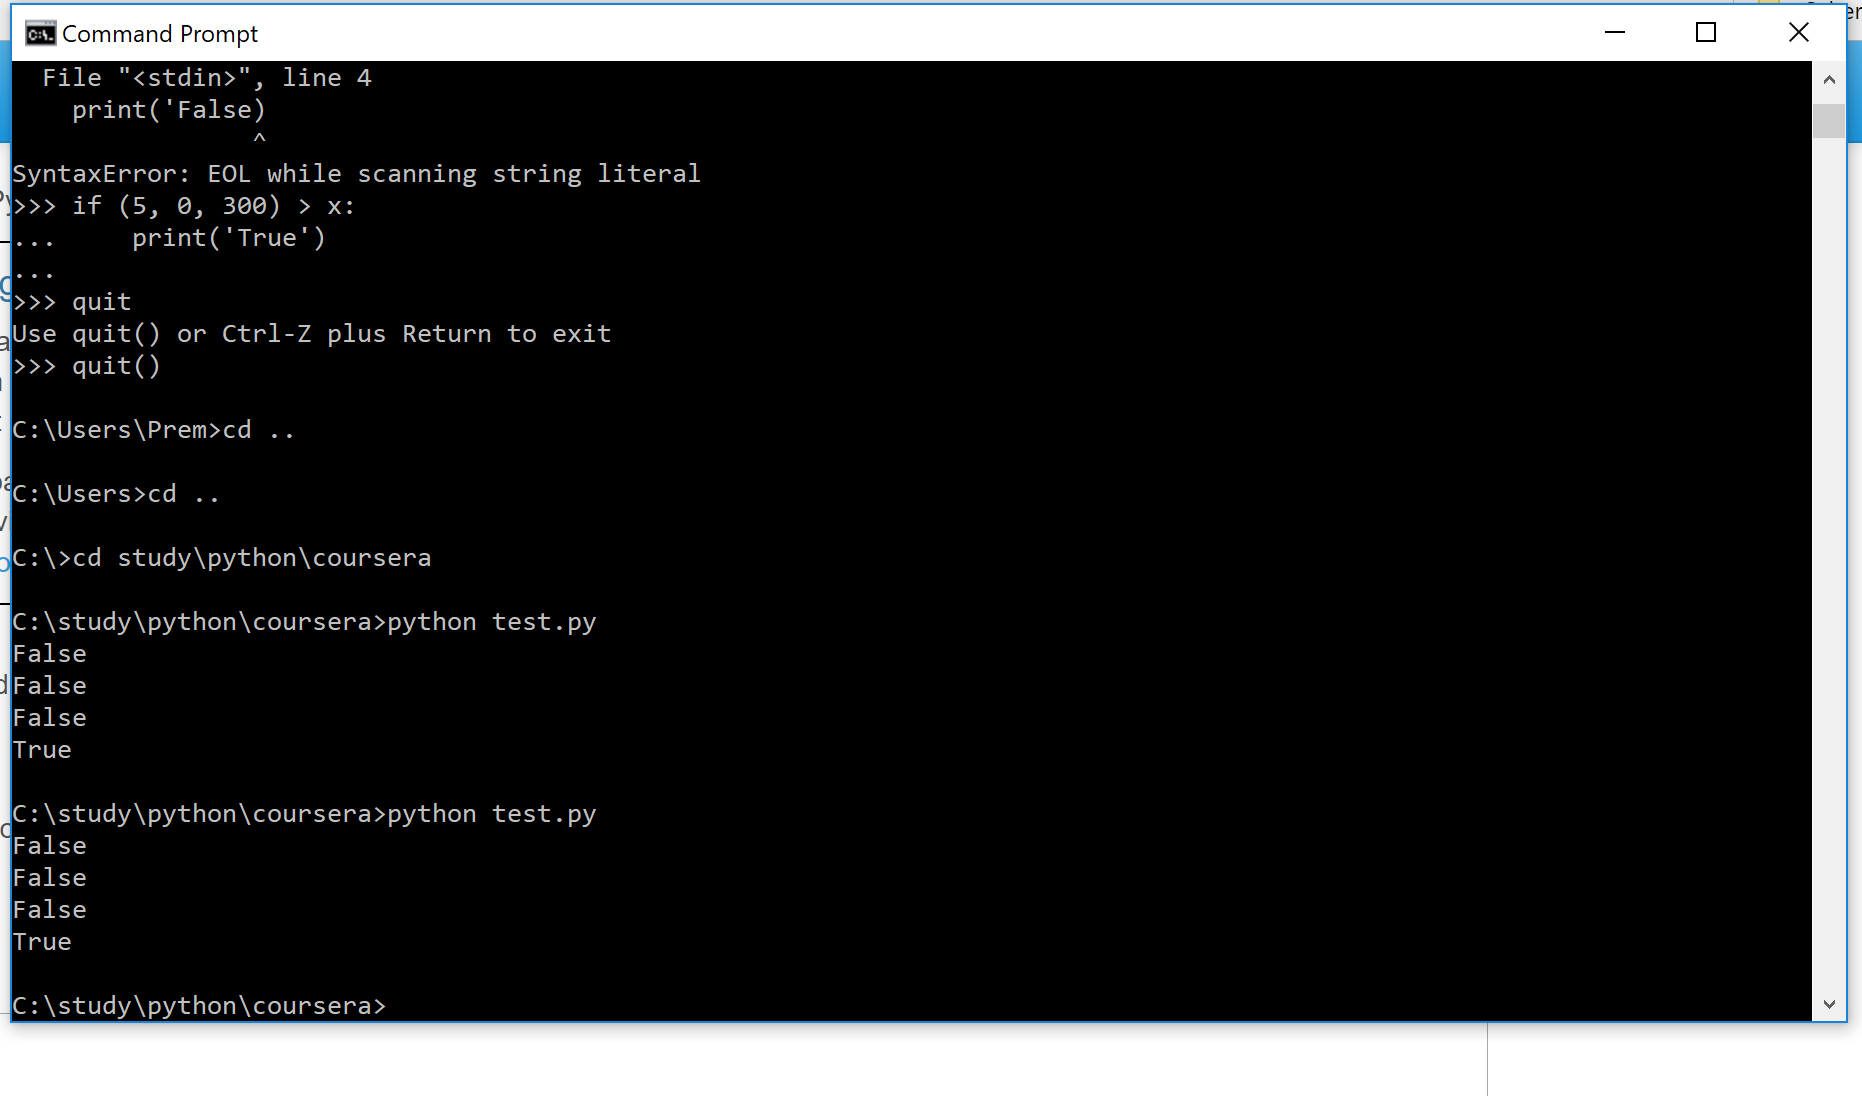 Command Prompt
  File "<stdin>", line 4
    print('False)
                ^
SyntaxError: EOL while scanning string literal
>>> if (5, 0, 300) > x:
...     print('True')
...
>>> quit
Use quit() or Ctrl-Z plus Return to exit
>>> quit()
C:\Users\Prem>cd ..
C:\Users>cd ..
C:\>cd study\python\coursera
C:\study\python\coursera>python test.py
False
False
False
True
C:\study\python\coursera>python test.py
False
False
False
True
C:\study\python\coursera>